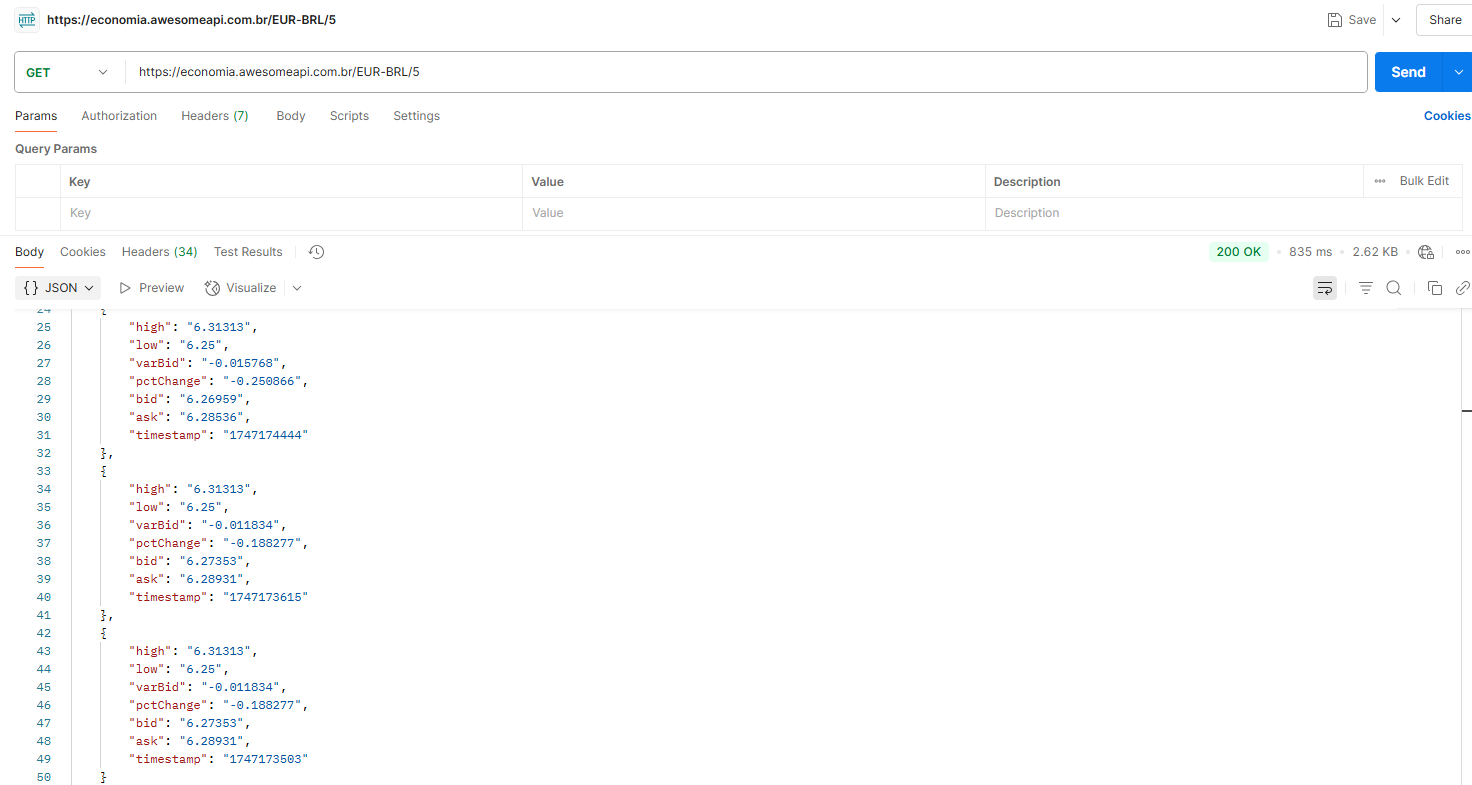 HTTP https://economia.awesomeapi.com.br/EUR-BRL/5 Save Share
GET https://economia.awesomeapi.com.br/EUR-BRL/5 Send
Params Authorization Headers (7) Body Scripts Settings Cookies
Query Params
Key Value Description Bulk Edit
Key Value Description
Body Cookies Headers (34) Test Results 200 OK • 835 ms • 2.62 KB •
{} JSON Preview Visualize
24 {
25 "high": "6.31313",
26 "low": "6.25",
27 "varBid": "-0.015768",
28 "pctChange": "-0.250866",
29 "bid": "6.26959",
30 "ask": "6.28536",
31 "timestamp": "1747174444"
32 },
33 {
34 "high": "6.31313",
35 "low": "6.25",
36 "varBid": "-0.011834",
37 "pctChange": "-0.188277",
38 "bid": "6.27353",
39 "ask": "6.28931",
40 "timestamp": "1747173615"
41 },
42 {
43 "high": "6.31313",
44 "low": "6.25",
45 "varBid": "-0.011834",
46 "pctChange": "-0.188277",
47 "bid": "6.27353",
48 "ask": "6.28931",
49 "timestamp": "1747173503"
50 }